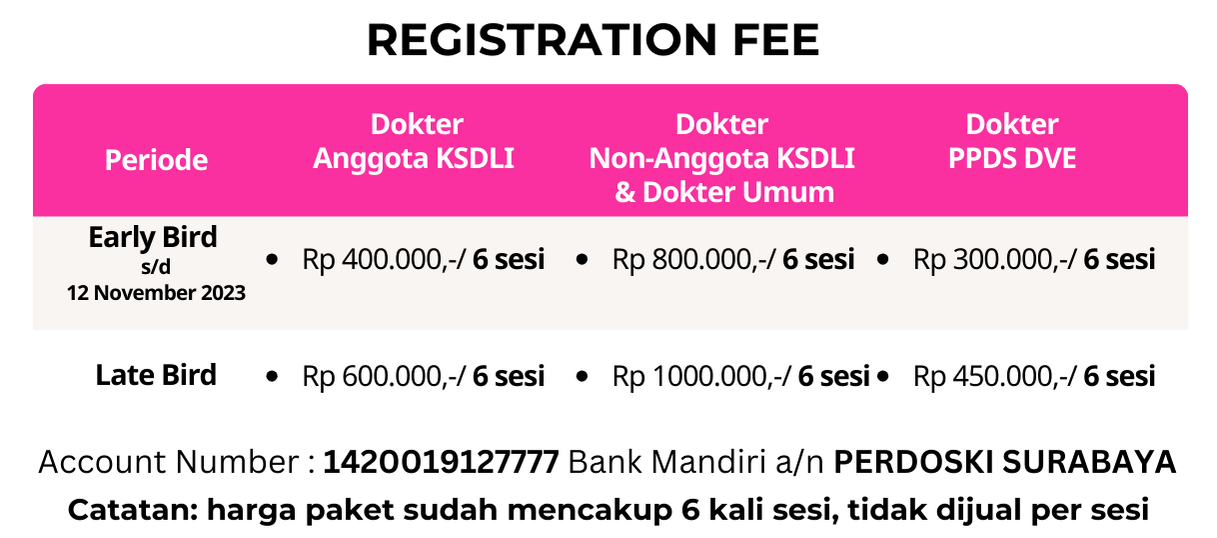 REGISTRATION FEE
Periode
Dokter
Anggota KSDLI
Dokter
Non-Anggota KSDLI
& Dokter Umum
Dokter
PPDS DVE
Early Bird
s/d
12 November 2023
• Rp 400.000,-/ 6 sesi • Rp 800.000,-/ 6 sesi • Rp 300.000,-/ 6 sesi
Late Bird • Rp 600.000,-/ 6 sesi • Rp 1000.000,-/ 6 sesi • Rp 450.000,-/ 6 sesi
Account Number : 1420019127777 Bank Mandiri a/n PERDOSKI SURABAYA
Catatan: harga paket sudah mencakup 6 kali sesi, tidak dijual per sesi